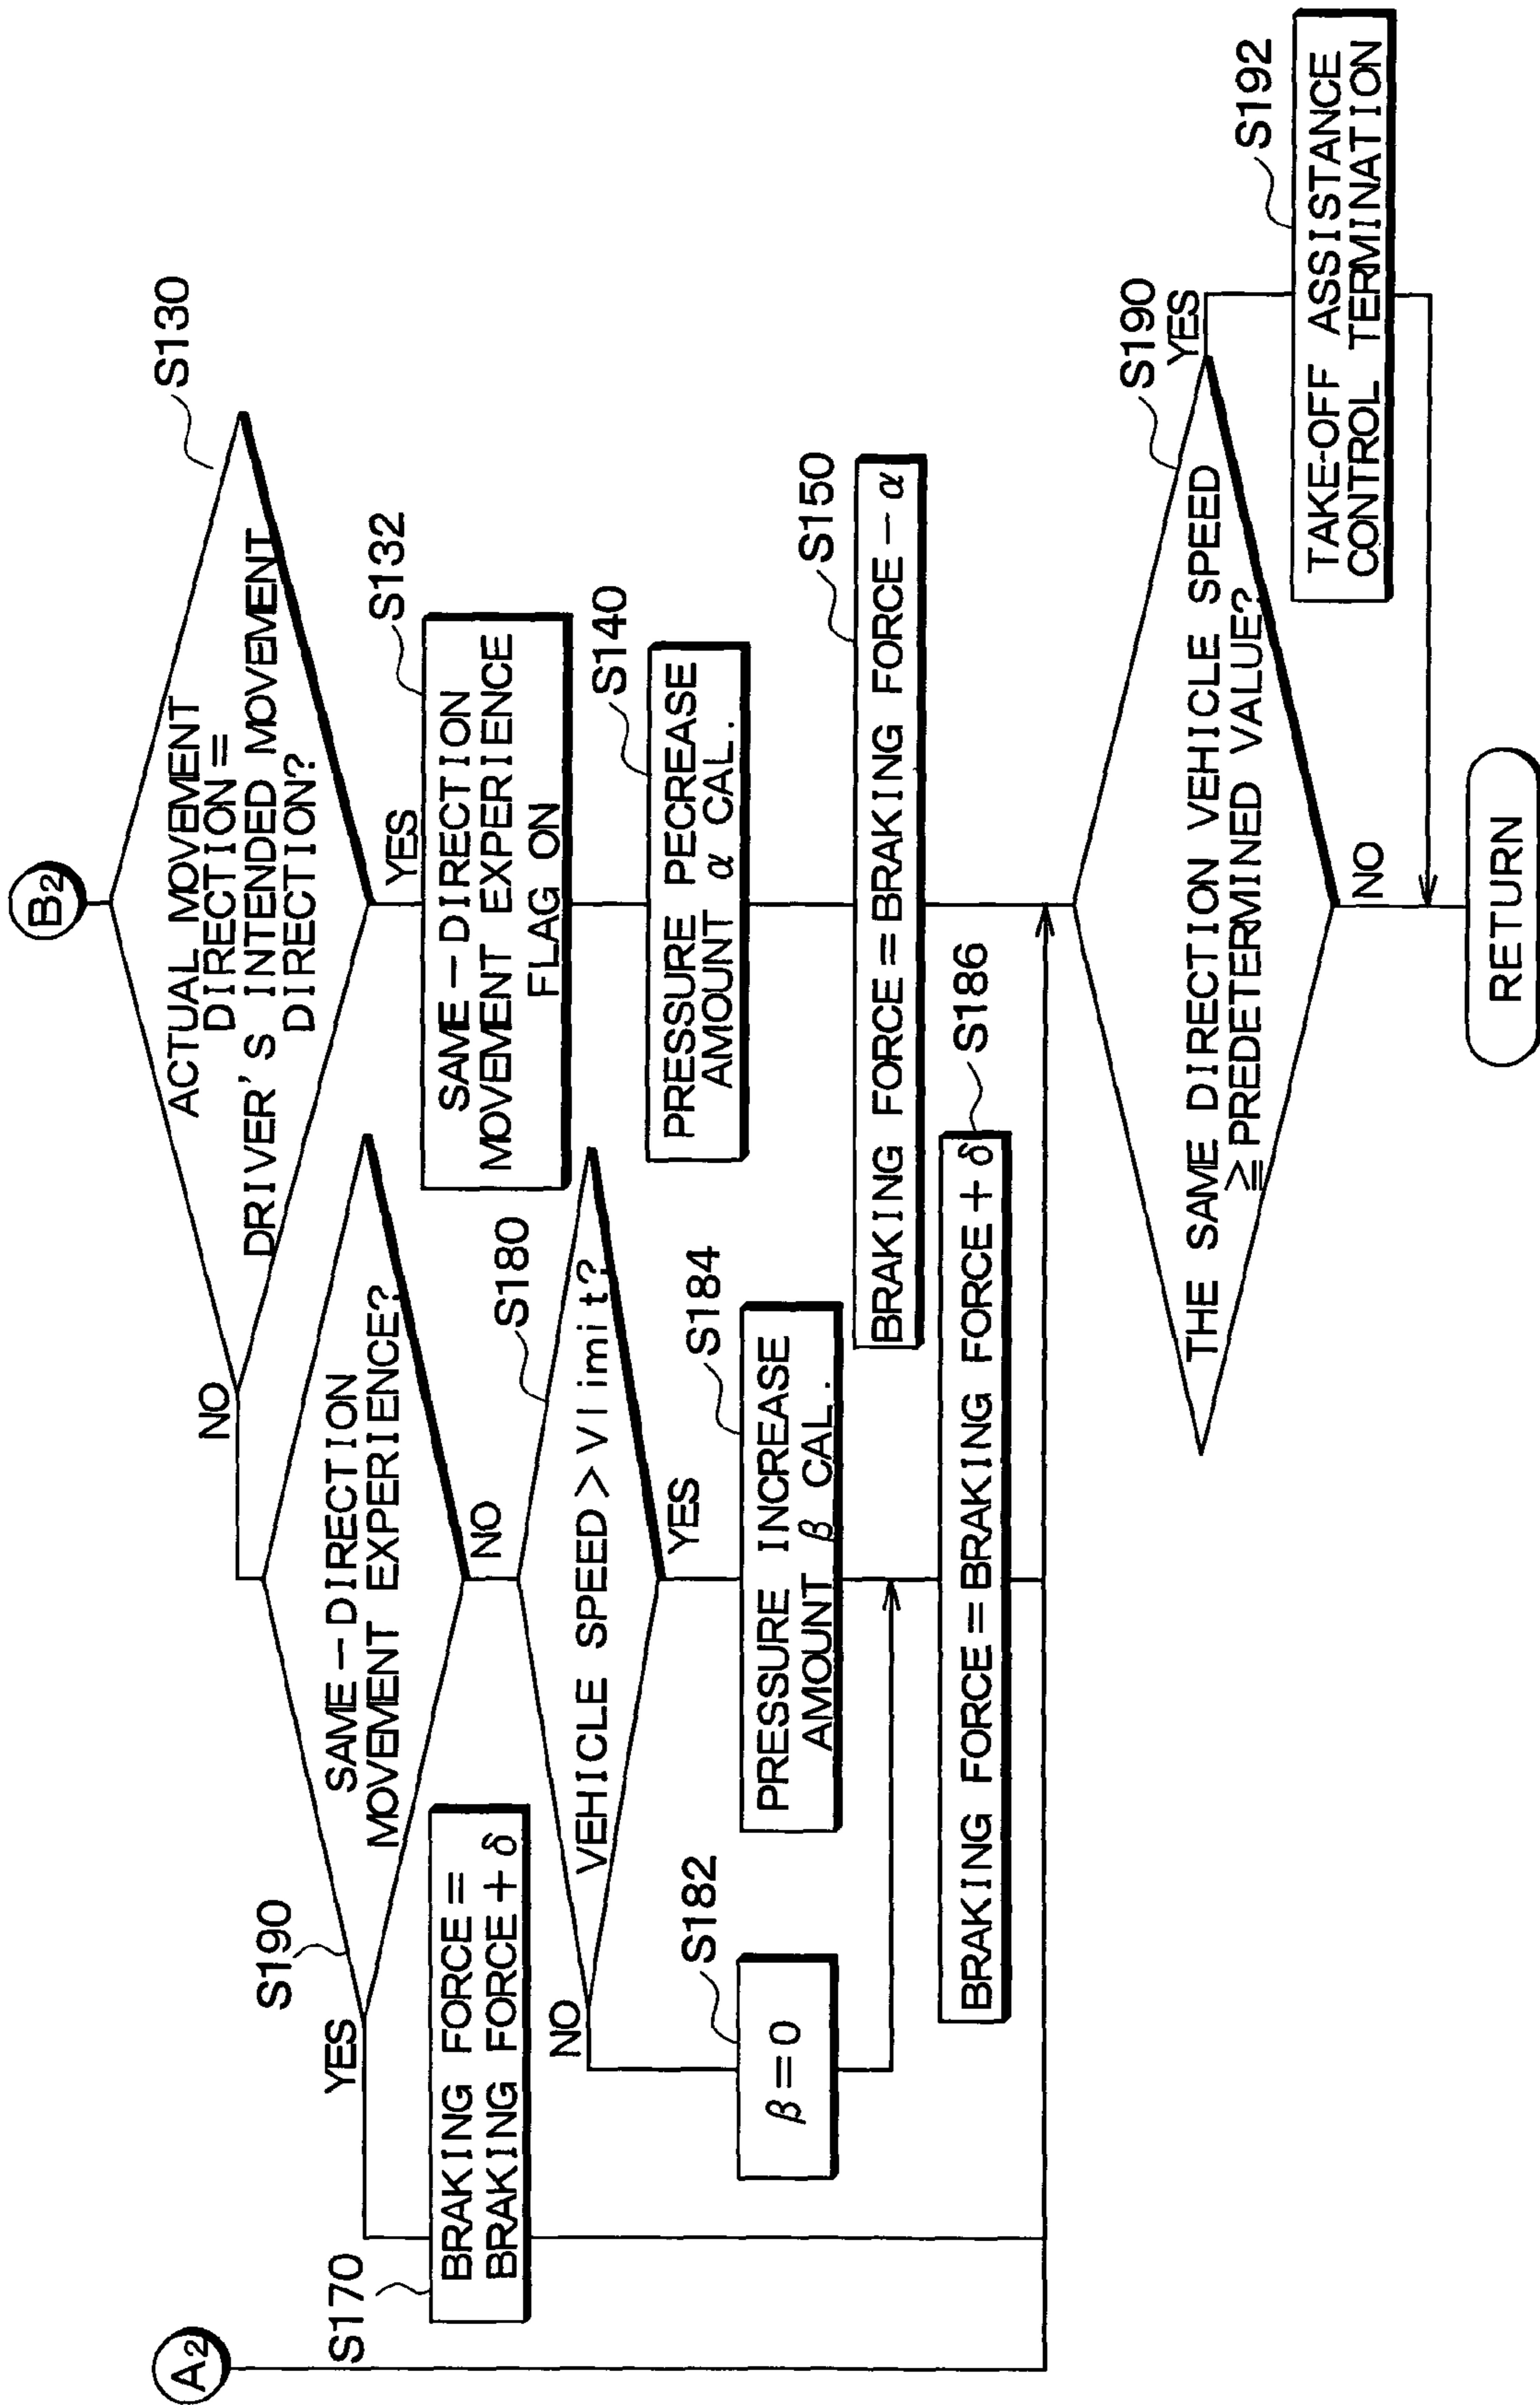 B2
S130
ACTUAL MOVEMENT
DIRECTION =
DRIVER'S INTENDED MOVEMENT
DIRECTION?
NO
YES
S190
SAME-DIRECTION
MOVEMENT EXPERIENCE?
YES
NO
S132
SAME-DIRECTION
MOVEMENT EXPERIENCE
FLAG ON
S170
BRAKING FORCE =
BRAKING FORCE + δ
S180
VEHICLE SPEED > Vlimit?
NO
YES
S140
PRESSURE PECREASE
AMOUNT α CAL.
S182
β = 0
S184
PRESSURE INCREASE
AMOUNT β CAL.
S150
BRAKING FORCE = BRAKING FORCE - α
S186
BRAKING FORCE = BRAKING FORCE + δ
A2
S190
THE SAME DIRECTION VEHICLE SPEED
≧ PREDETERMINED VALUE?
YES
NO
S192
TAKE-OFF ASSISTANCE
CONTROL TERMINATION
RETURN